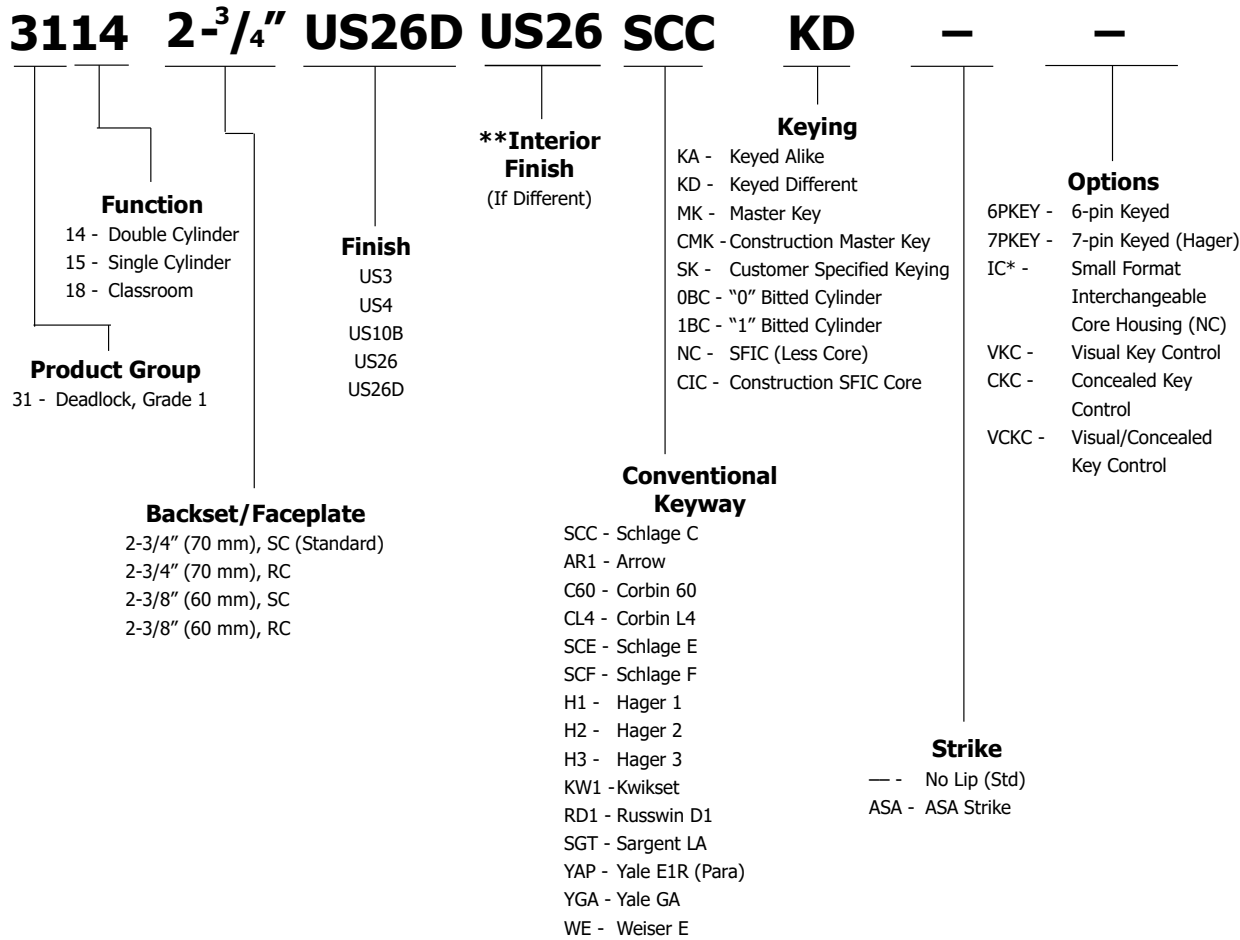 3114 2-3/4” US26D US26 SCC KD – –
Function
14 - Double Cylinder
15 - Single Cylinder
18 - Classroom
Product Group
31 - Deadlock, Grade 1
Backset/Faceplate
2-3/4” (70 mm), SC (Standard)
2-3/4” (70 mm), RC
2-3/8” (60 mm), SC
2-3/8” (60 mm), RC
Finish
US3
US4
US10B
US26
US26D
**Interior
Finish
(If Different)
Conventional
Keyway
SCC - Schlage C
AR1 - Arrow
C60 - Corbin 60
CL4 - Corbin L4
SCE - Schlage E
SCF - Schlage F
H1 - Hager 1
H2 - Hager 2
H3 - Hager 3
KW1 -Kwikset
RD1 - Russwin D1
SGT - Sargent LA
YAP - Yale E1R (Para)
YGA - Yale GA
WE - Weiser E
Keying
KA - Keyed Alike
KD - Keyed Different
MK - Master Key
CMK - Construction Master Key
SK - Customer Specified Keying
0BC - “0” Bitted Cylinder
1BC - “1” Bitted Cylinder
NC - SFIC (Less Core)
CIC - Construction SFIC Core
Strike
— - No Lip (Std)
ASA - ASA Strike
Options
6PKEY - 6-pin Keyed
7PKEY - 7-pin Keyed (Hager)
IC* - Small Format
Interchangeable
Core Housing (NC)
VKC - Visual Key Control
CKC - Concealed Key
Control
VCKC - Visual/Concealed
Key Control